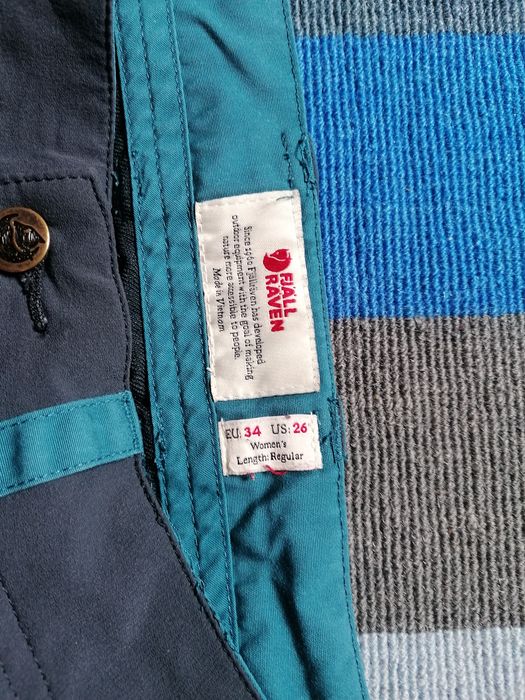 FJÄLL
RÄVEN
Since 1960 Fjällräven has developed
outdoor equipment with the goal of making
nature more accessible to people.
Made in Vietnam
EU: 34 US: 26
Women's
Length: Regular